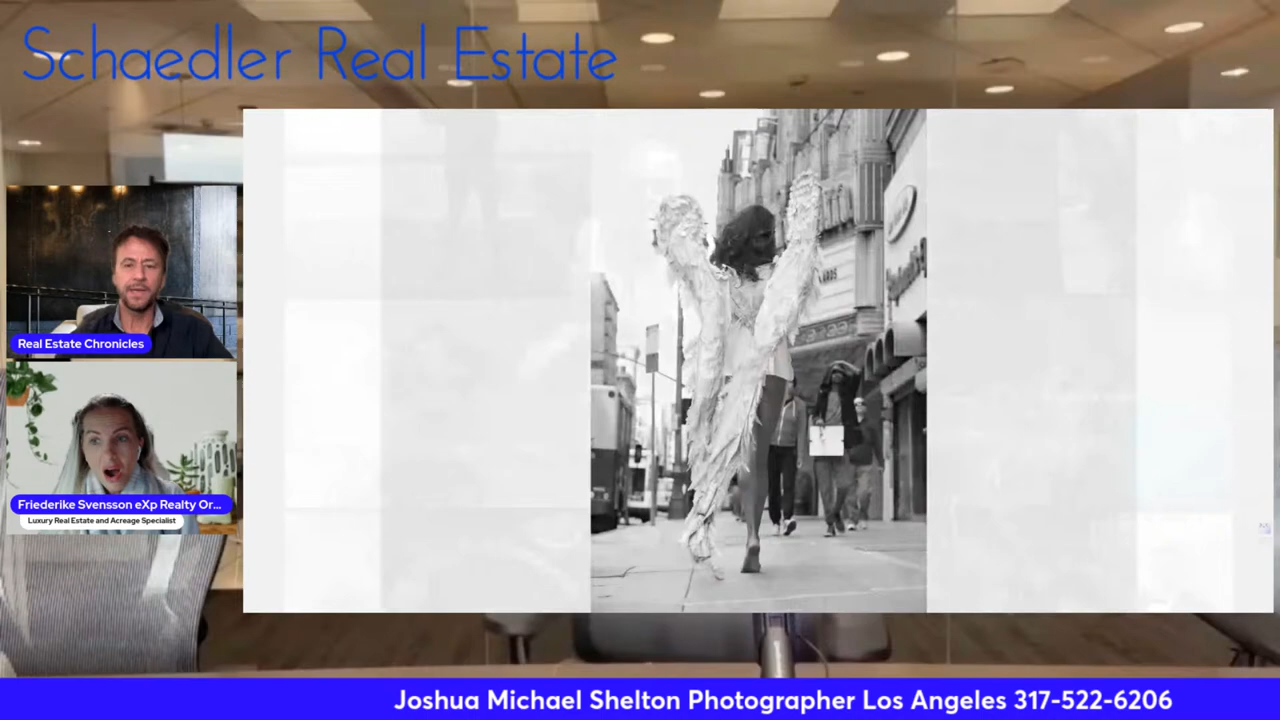 Schaedler Real Estate
Real Estate Chronicles
Friederike Svensson eXp Realty Or...
Luxury Real Estate and Acreage Specialist
Joshua Michael Shelton Photographer Los Angeles 317-522-6206